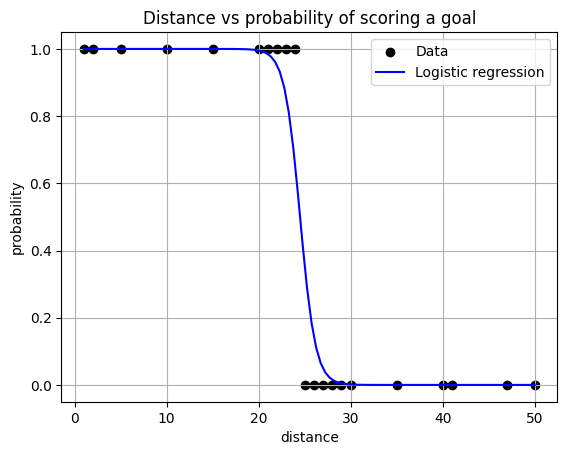 Distance vs probability of scoring a goal
Data
Logistic regression
probability
1.0
0.8
0.6
0.4
0.2
0.0
0
10
20
30
40
50
distance